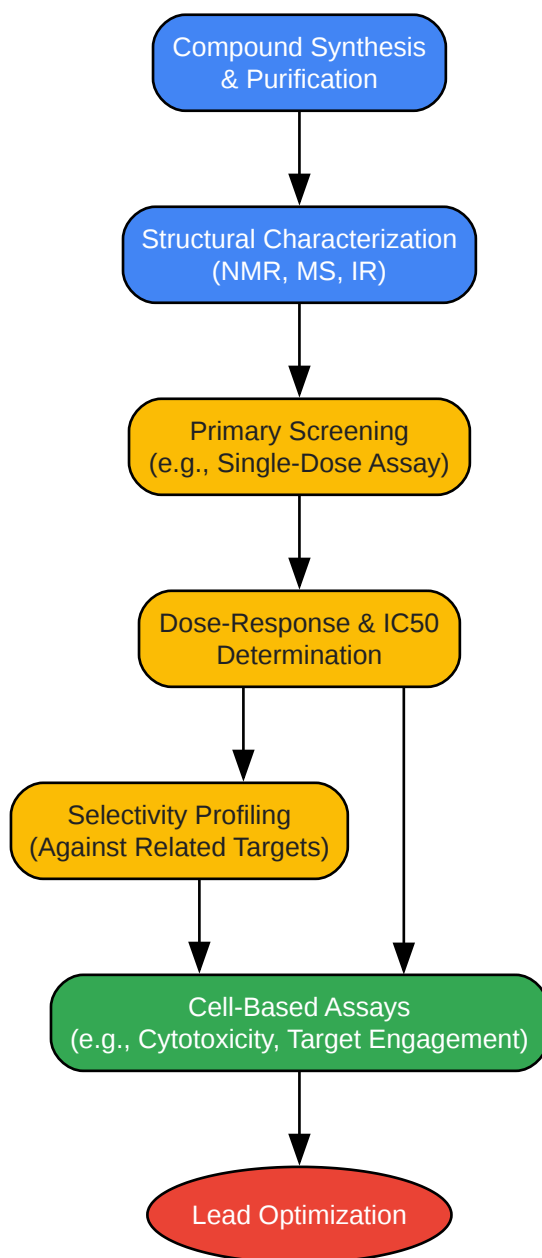 Compound Synthesis
& Purification
Structural Characterization
(NMR, MS, IR)
Primary Screening
(e.g., Single-Dose Assay)
Dose-Response & IC50
Determination
Selectivity Profiling
(Against Related Targets)
Cell-Based Assays
(e.g., Cytotoxicity, Target Engagement)
Lead Optimization